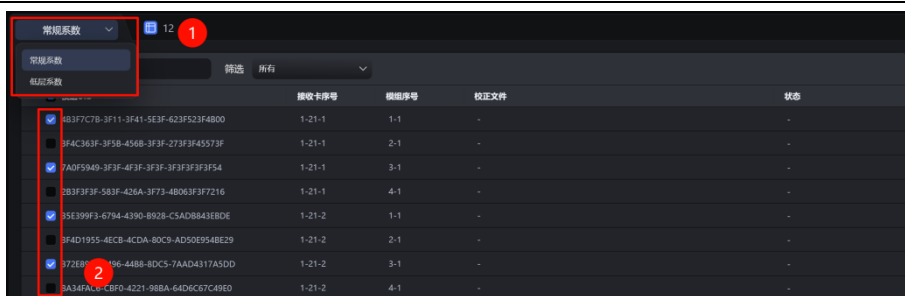 常规系数 12 1
常规系数
筛选 所有
低层系数
接收卡序号 模组序号 校正文件 状态
4B3F7C7B-3F11-3F41-5E3F-623F523F4B00 1-21-1 1-1 - -
3F4C363F-3F5B-456B-3F3F-273F3F45573F 1-21-1 2-1 - -
7A0F5949-3F3F-4F3F-3F3F-3F3F3F3F3F54 1-21-1 3-1 - -
2B3F3F3F-583F-426A-3F73-4B063F3F7216 1-21-2 4-1 - -
35E399F3-6794-4390-B928-C5ADB843EBDE 1-21-2 1-1 - -
3F4D1955-4ECB-4CDA-80C9-AD50E954BE29 1-21-2 2-1 - -
-44B8-8DC5-7AAD4317A5DD 1-21-2 3-1 - -
2
-CBF0-4221-98BA-64D6C67C49E0 1-21-2 4-1 - -